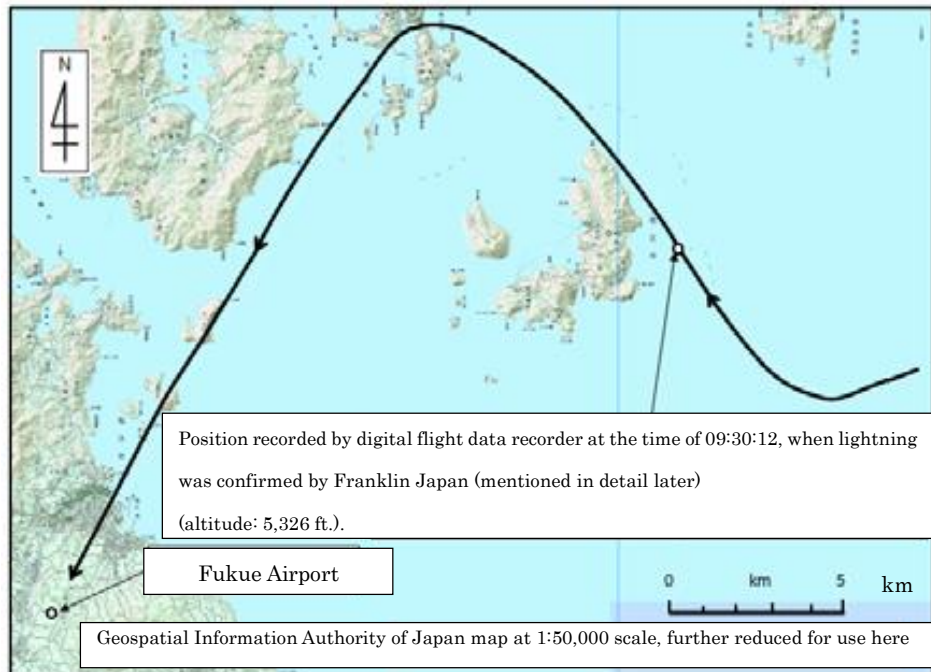 N
Position recorded by digital flight data recorder at the time of 09:30:12, when lightning
was confirmed by Franklin Japan (mentioned in detail later)
(altitude: 5,326 ft.).
Fukue Airport
0 km 5 km
Geospatial Information Authority of Japan map at 1:50,000 scale, further reduced for use here